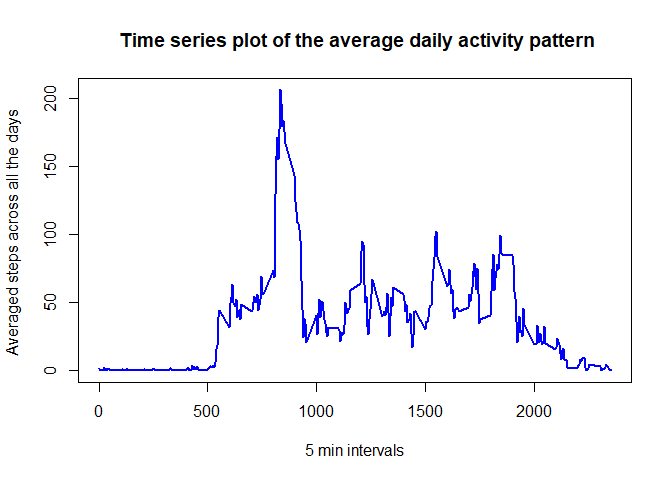 Time series plot of the average daily activity pattern
Averaged steps across all the days
200
150
100
50
0
0 500 1000 1500 2000
5 min intervals